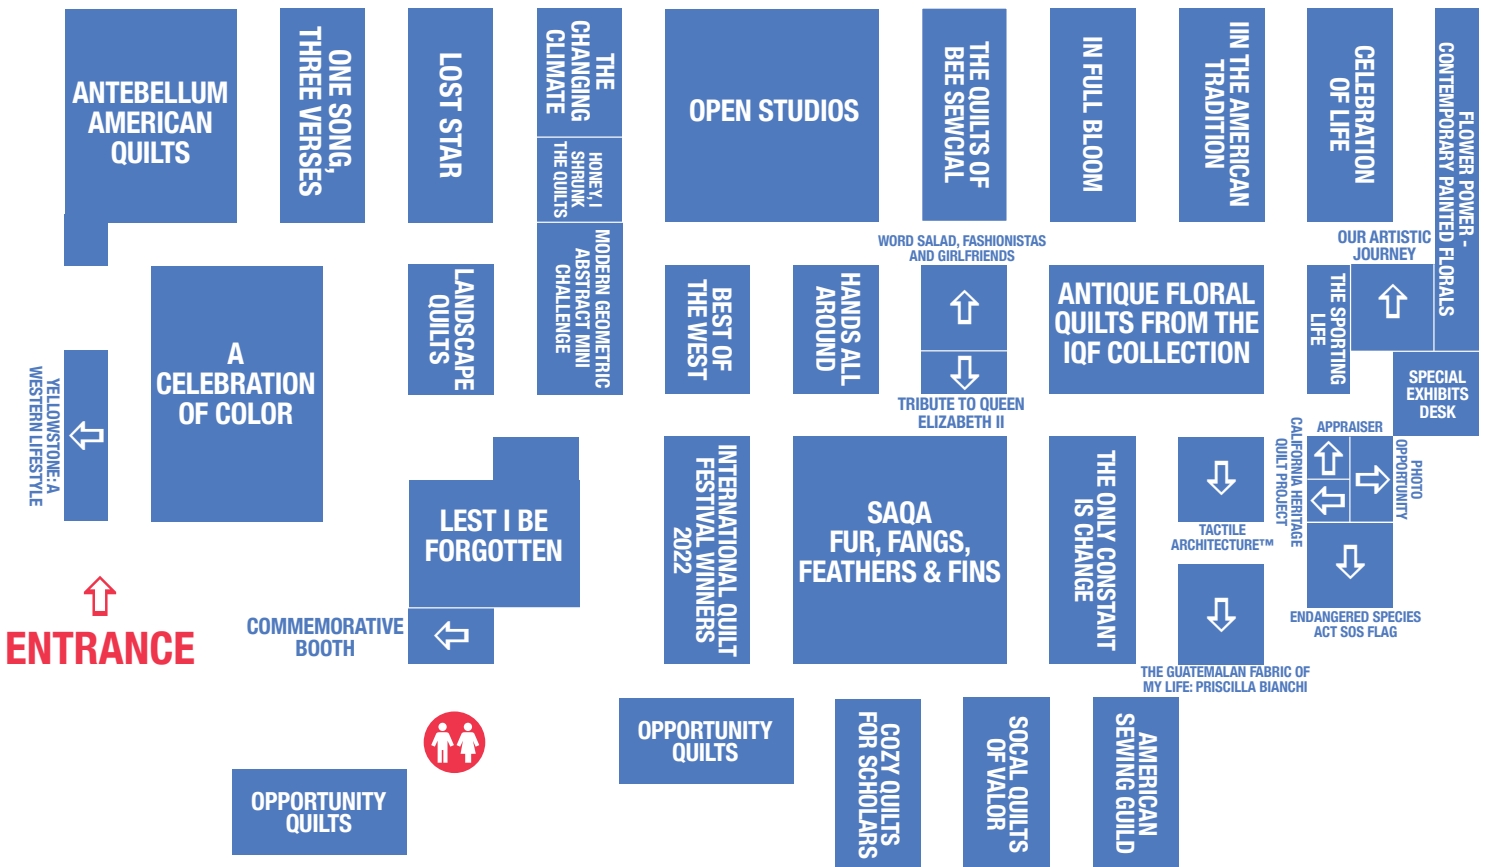 ANTEBELLUM
AMERICAN
QUILTS
ONE SONG,
THREE VERSES
LOST STAR
THE
CHANGING
CLIMATE
HONEY, I
SHRUNK
THE QUILTS
MODERN GEOMETRIC
ABSTRACT MINI
CHALLENGE
OPEN STUDIOS
THE QUILTS OF
BEE SEWCIAL
IN FULL BLOOM
IIN THE AMERICAN
TRADITION
CELEBRATION
OF LIFE
FLOWER POWER -
CONTEMPORARY PAINTED FLORALS
WORD SALAD, FASHIONISTAS
AND GIRLFRIENDS
OUR ARTISTIC
JOURNEY
YELLOWSTONE: A
WESTERN LIFESTYLE
A
CELEBRATION
OF COLOR
LANDSCAPE
QUILTS
BEST OF
THE WEST
HANDS ALL
AROUND
TRIBUTE TO QUEEN
ELIZABETH II
ANTIQUE FLORAL
QUILTS FROM THE
IQF COLLECTION
THE SPORTING
LIFE
SPECIAL
EXHIBITS
DESK
LEST I BE
FORGOTTEN
INTERNATIONAL QUILT
FESTIVAL WINNERS
2022
SAQA
FUR, FANGS,
FEATHERS & FINS
THE ONLY CONSTANT
IS CHANGE
TACTILE
ARCHITECTURE™
APPRAISER
CALIFORNIA HERITAGE
QUILT PROJECT
PHOTO
OPPORTUNITY
ENDANGERED SPECIES
ACT SOS FLAG
ENTRANCE
COMMEMORATIVE
BOOTH
THE GUATEMALAN FABRIC OF
MY LIFE: PRISCILLA BIANCHI
OPPORTUNITY
QUILTS
OPPORTUNITY
QUILTS
COZY QUILTS
FOR SCHOLARS
SOCAL QUILTS
OF VALOR
AMERICAN
SEWING GUILD